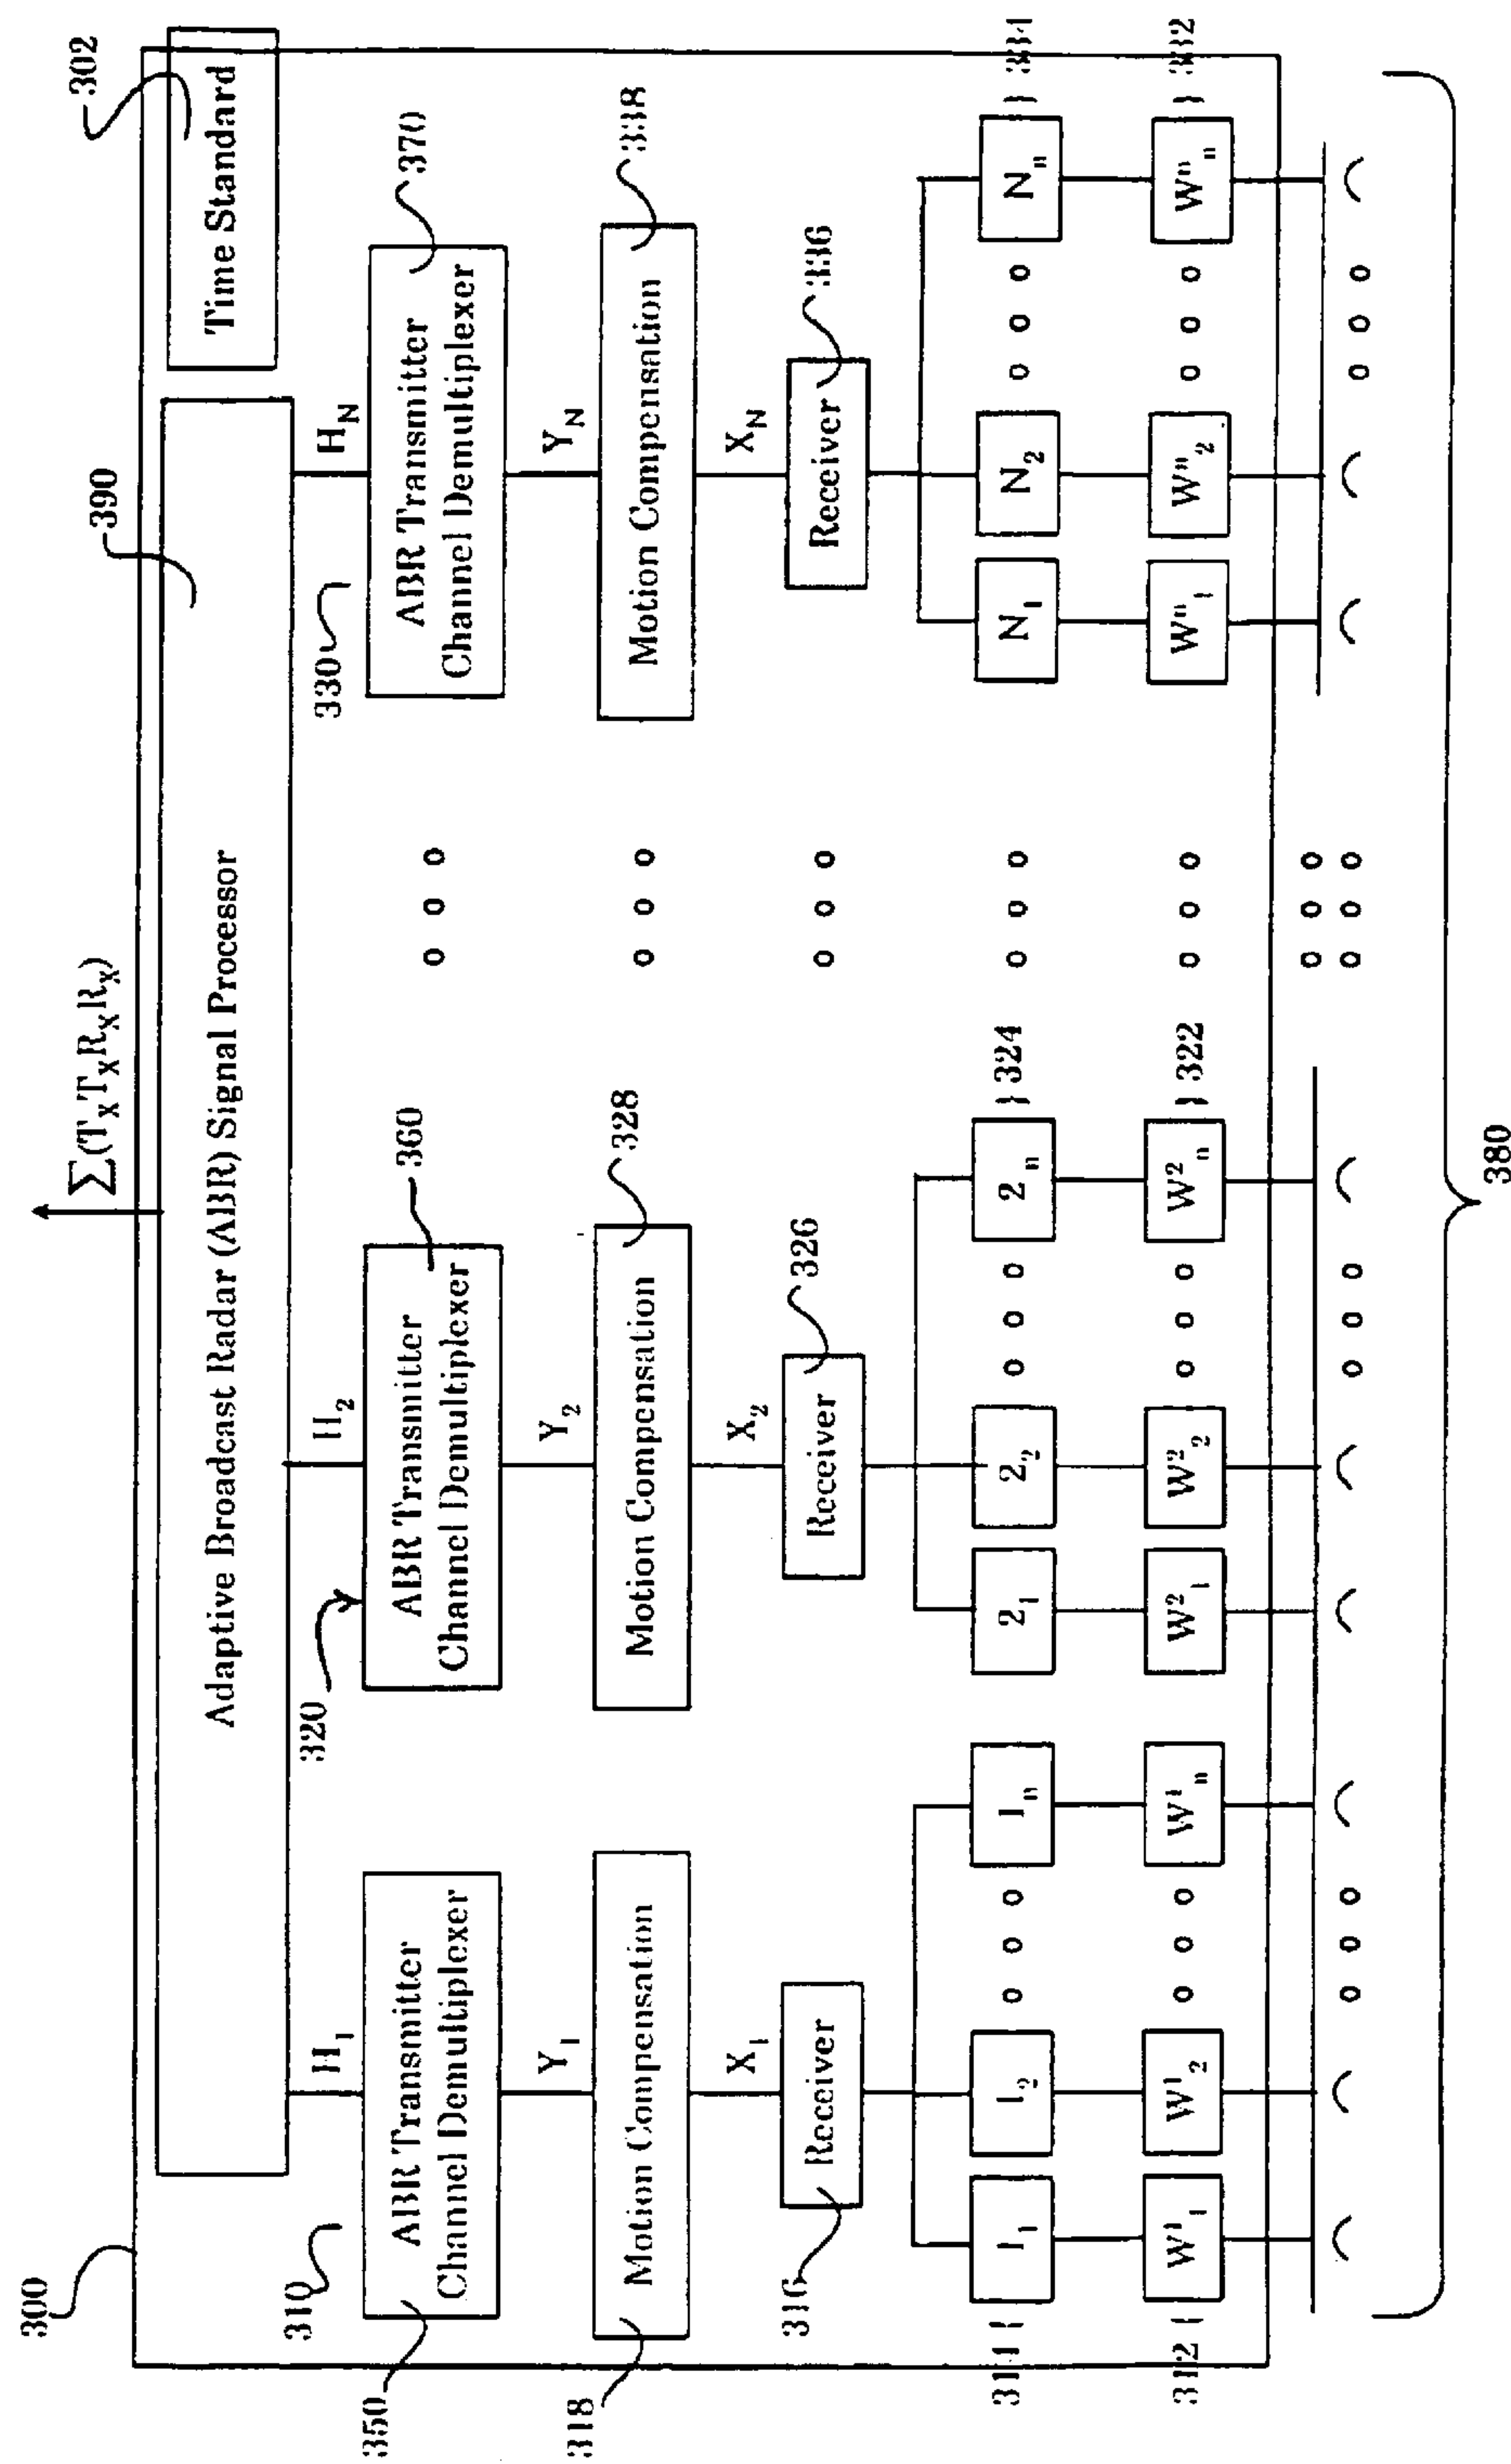 300
∑(TₓTₓRₓRₓ)
390
302
Adaptive Broadcast Radar (ABR) Signal Processor
Time Standard
310
H₁
320
H₂
330
H_N
350
ABR Transmitter
Channel Demultiplexer
360
ABR Transmitter
Channel Demultiplexer
370
ABR Transmitter
Channel Demultiplexer
Y₁
Y₂
Y_N
318
Motion Compensation
328
Motion Compensation
338
Motion Compensation
X₁
X₂
X_N
316
Receiver
326
Receiver
336
Receiver
314 {
1₁
1₂
o o o
1ₙ
2₁
2₂
o o o
2ₙ
} 324
o o o
N₁
N₂
o o o
Nₙ
} 334
312 {
W¹₁
W¹₂
o o o
W¹ₙ
W²₁
W²₂
o o o
W²ₙ
} 322
o o o
Wⁿ₁
Wⁿ₂
o o o
Wⁿₙ
} 332
380